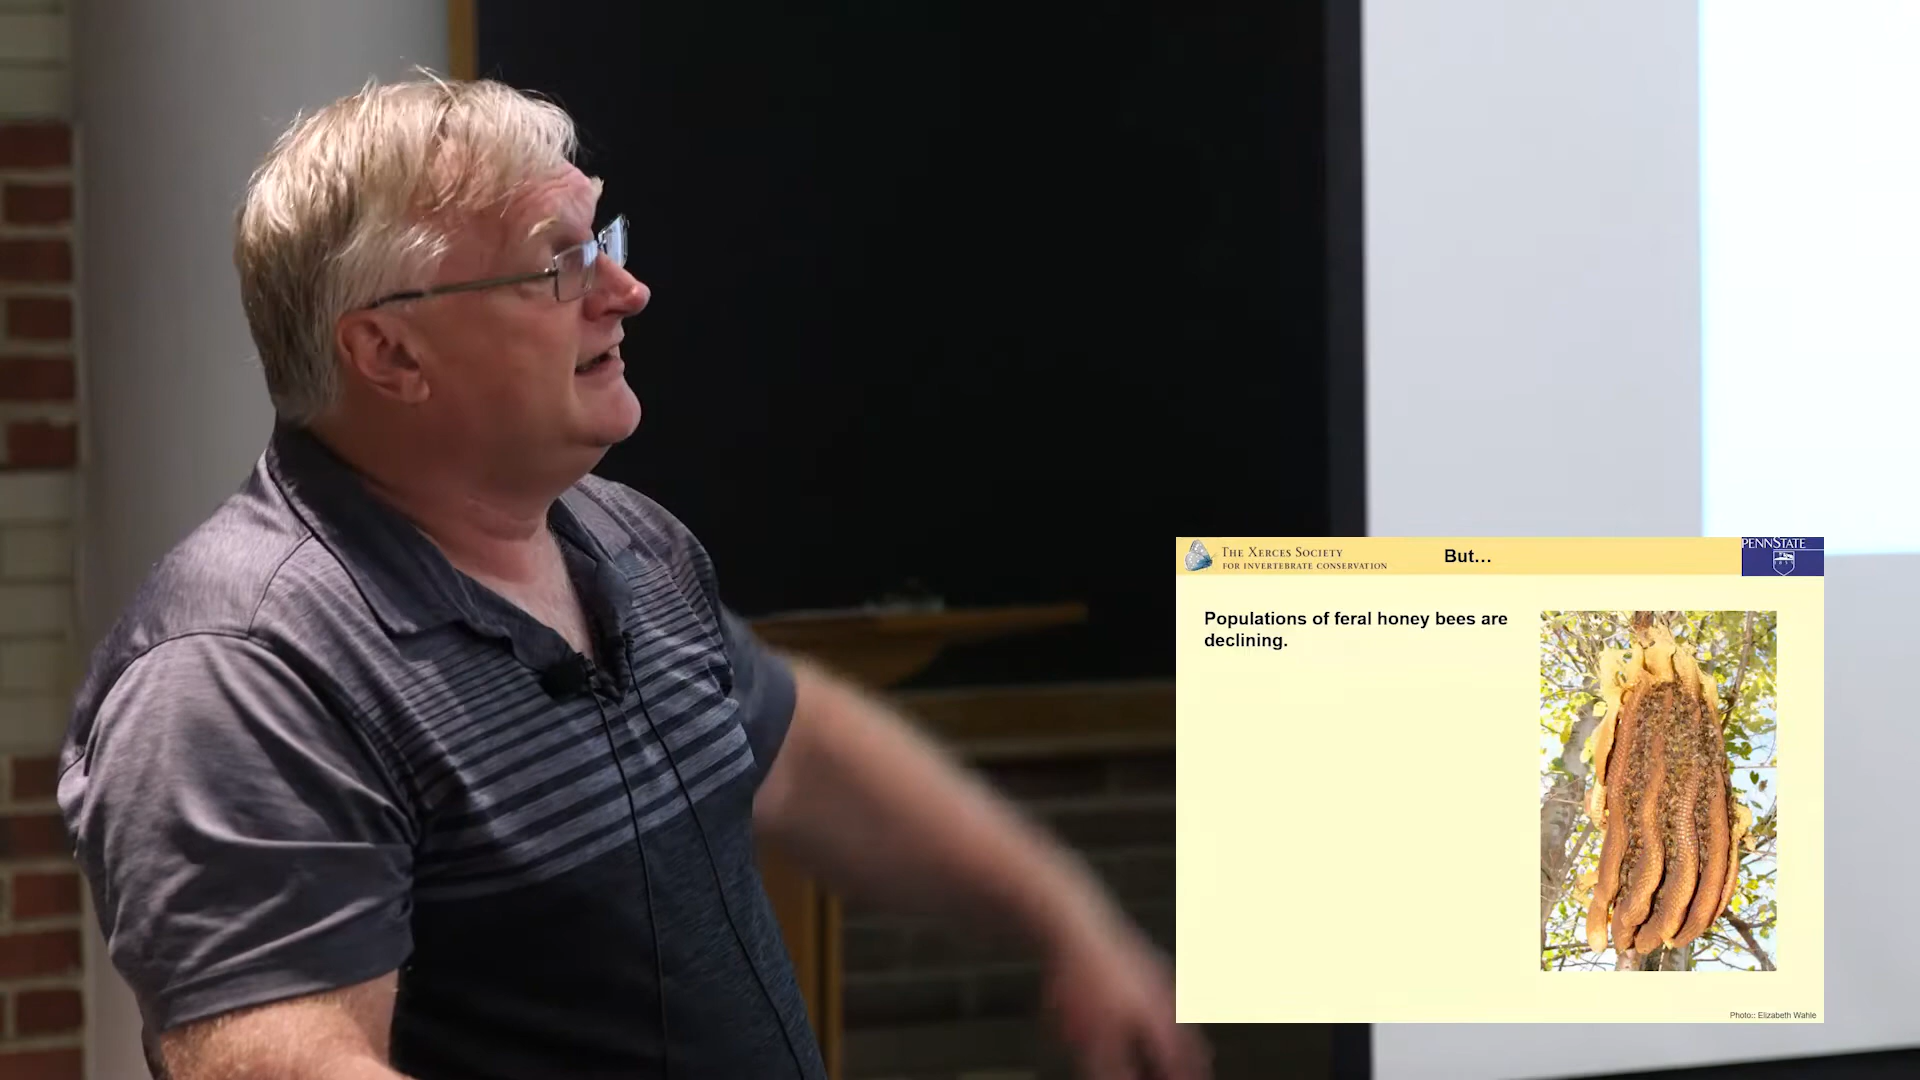 THE XERCES SOCIETY
FOR INVERTEBRATE CONSERVATION
But...
PENNSTATE
Populations of feral honey bees are
declining.
Photo:: Elizabeth Wahle